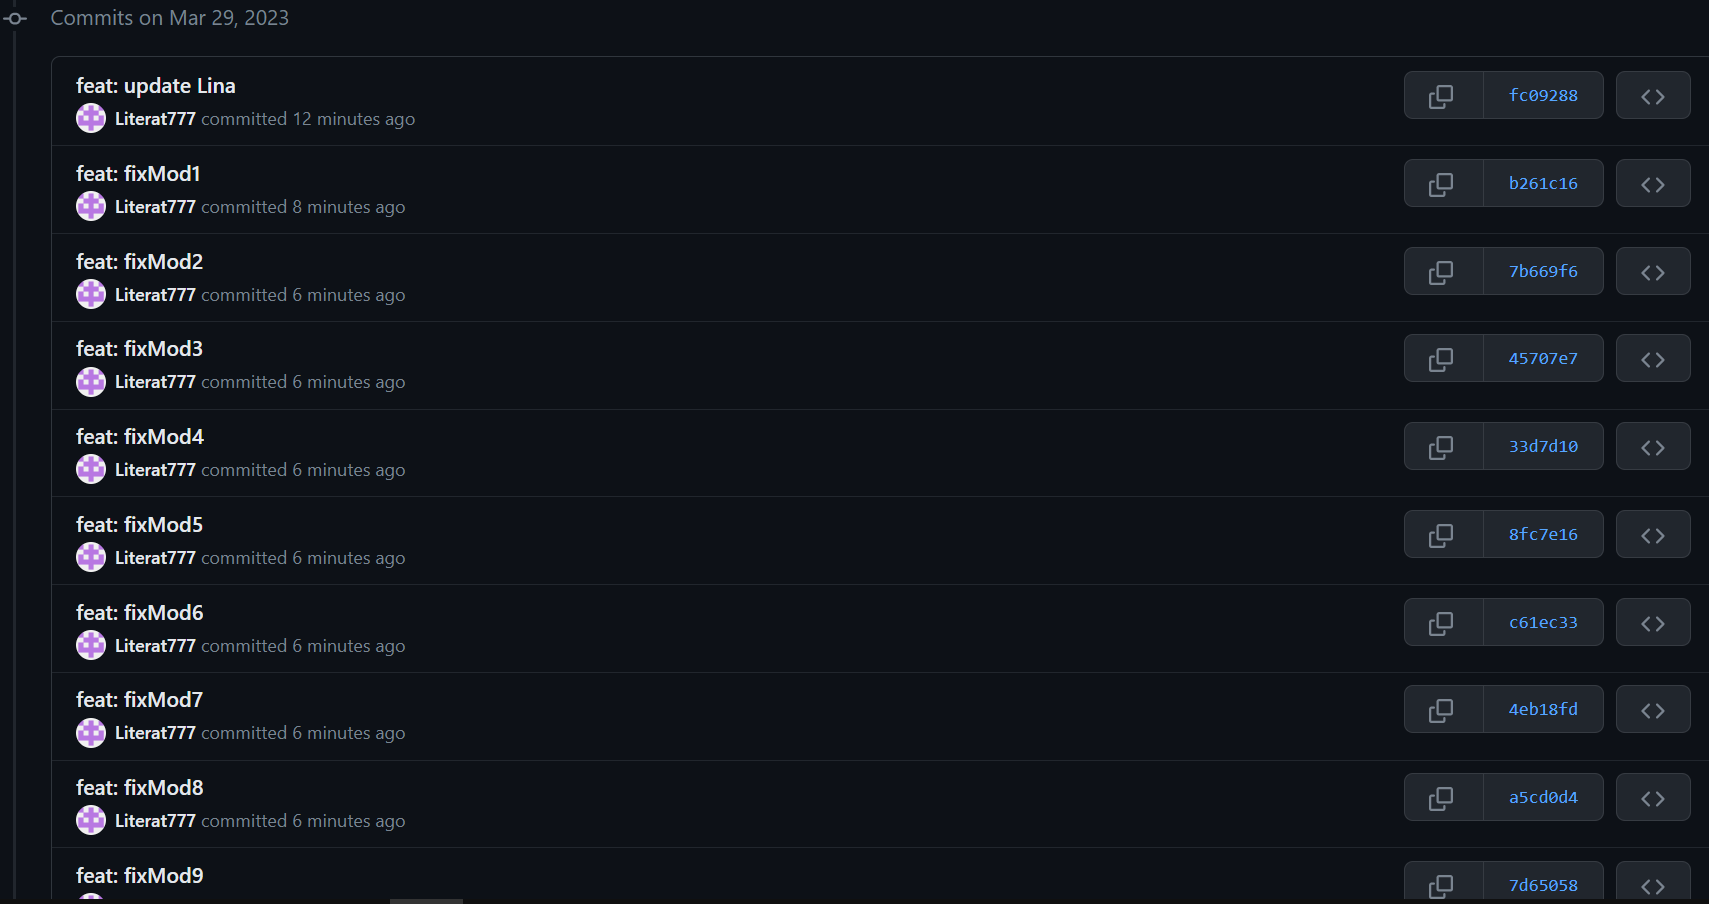 Commits on Mar 29, 2023
feat: update Lina
fc09288
Literat777 committed 12 minutes ago
feat: fixMod1
b261c16
Literat777 committed 8 minutes ago
feat: fixMod2
7b669f6
Literat777 committed 6 minutes ago
feat: fixMod3
45707e7
Literat777 committed 6 minutes ago
feat: fixMod4
33d7d10
Literat777 committed 6 minutes ago
feat: fixMod5
8fc7e16
Literat777 committed 6 minutes ago
feat: fixMod6
c61ec33
Literat777 committed 6 minutes ago
feat: fixMod7
4eb18fd
Literat777 committed 6 minutes ago
feat: fixMod8
a5cd0d4
Literat777 committed 6 minutes ago
feat: fixMod9
7d65058